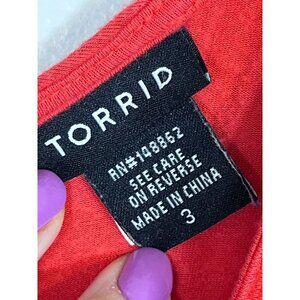 TORRID
RN#148862
SEE CARE
ON REVERSE
MADE IN CHINA
3